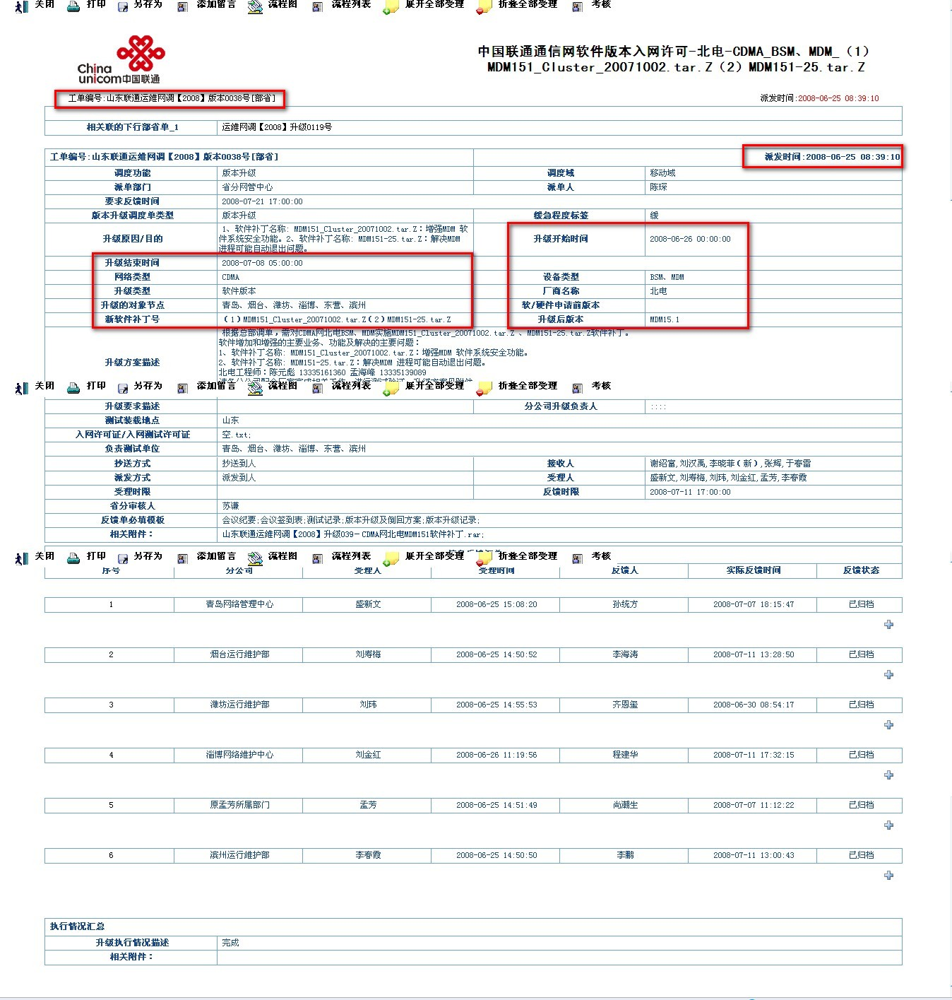 关闭 打印 另存为 添加留言 流程图 流程列表 展开全部受理 折叠全部受理 考核
China unicom中国联通
中国联通通信网软件版本入网许可-北电-CDMA_BSM、MDM_（1）
MDM151_Cluster_20071002.tar.Z（2）MDM151-25.tar.Z
工单编号:山东联通运维网调【2008】版本0038号[部省] 派发时间:2008-06-25 08:39:10
相关联的下行部省单_1 运维网调【2008】升级0119号
工单编号:山东联通运维网调【2008】版本0038号[部省] 派发时间:2008-06-25 08:39:10
调度功能 版本升级 调度域 移动域
派单部门 省分网管中心 派单人 陈琛
要求反馈时间 2008-07-21 17:00:00
版本升级调度单类型 版本升级 缓急程度标签 缓
升级原因/目的 1、软件补丁名称: MDM151_Cluster_20071002.tar.Z：增强MDM 软
件系统安全功能。2、软件补丁名称: MDM151-25.tar.Z：解决MDM
进程可能自动退出问题。
升级开始时间 2008-06-26 00:00:00
升级结束时间 2008-07-08 05:00:00
网络类型 CDMA 设备类型 BSM、MDM
升级类型 软件版本 厂商名称 北电
升级的对象节点 青岛、烟台、潍坊、淄博、东营、滨州 软/硬件申请前版本
新软件补丁号 （1)MDM151_Cluster_20071002.tar.Z(2）MDM151-25.tar.Z 升级后版本 MDM15.1
升级方案描述 根据总部调单，需对CDMA网北电BSM、MDM实施MDM151_Cluster_20071002.tar.Z 、MDM151-25.tar.Z软件补丁。
软件增加和增强的主要业务、功能及解决的主要问题：
1、软件补丁名称: MDM151_Cluster_20071002.tar.Z：增强MDM 软件系统安全功能。
2、软件补丁名称: MDM151-25.tar.Z：解决MDM 进程可能自动退出问题。
北电工程师：陈元彪 13335161360 孟海峰 13335139089
关闭 打印 另存为 添加留言 流程图 流程列表 展开全部受理 折叠全部受理 考核
升级要求描述 分公司升级负责人 ::::
测试装载地点 山东
入网许可证/入网测试许可证 空.txt;
负责测试单位 青岛、烟台、潍坊、淄博、东营、滨州
抄送方式 抄送到人 接收人 谢绍富,刘汉禹,李晓菲(新),张辉,于春雷
派发方式 派发到人 受理人 盛新文,刘寿梅,刘玮,刘金红,孟芳,李春霞
受理时限 反馈时限 2008-07-11 17:00:00
省分审核人 苏谦
反馈单必填模板 会议纪要;会议签到表;测试记录;版本升级及倒回方案;版本升级记录;
相关附件： 山东联通运维网调【2008】升级039－CDMA网北电MDM151软件补丁.rar;
关闭 打印 另存为 添加留言 流程图 流程列表 展开全部受理 折叠全部受理 考核
序号 分公司 受理人 受理时间 反馈人 实际反馈时间 反馈状态
1 青岛网络管理中心 盛新文 2008-06-25 15:08:20 孙统方 2008-07-07 18:15:47 已归档
2 烟台运行维护部 刘寿梅 2008-06-25 14:50:52 李海涛 2008-07-11 13:28:50 已归档
3 潍坊运行维护部 刘玮 2008-06-25 14:55:53 齐恩玺 2008-06-30 08:54:17 已归档
4 淄博网络维护中心 刘金红 2008-06-26 11:19:56 程建华 2008-07-11 17:32:15 已归档
5 原孟芳所属部门 孟芳 2008-06-25 14:51:49 尚潮生 2008-07-07 11:12:22 已归档
6 滨州运行维护部 李春霞 2008-06-25 14:50:50 李鹏 2008-07-11 13:00:43 已归档
执行情况汇总
升级执行情况描述 完成
相关附件：